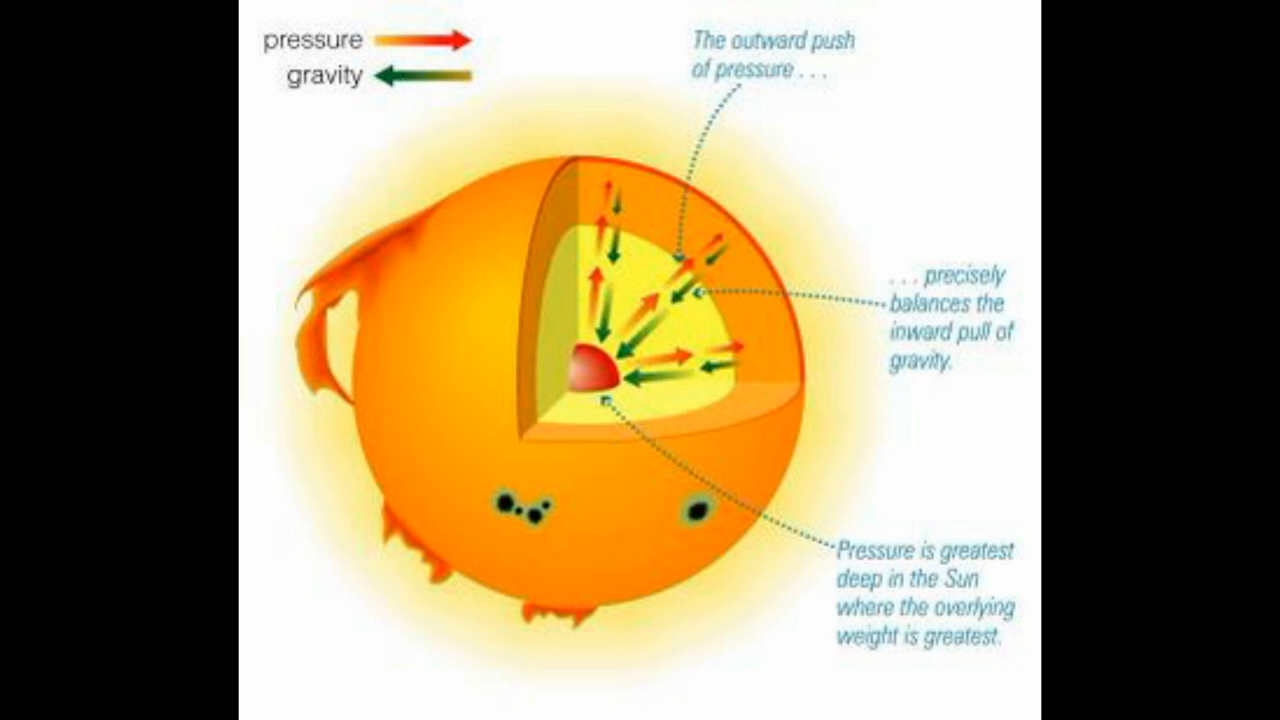 pressure
gravity
The outward push
of pressure . . .
. . . precisely
balances the
inward pull of
gravity.
Pressure is greatest
deep in the Sun
where the overlying
weight is greatest.